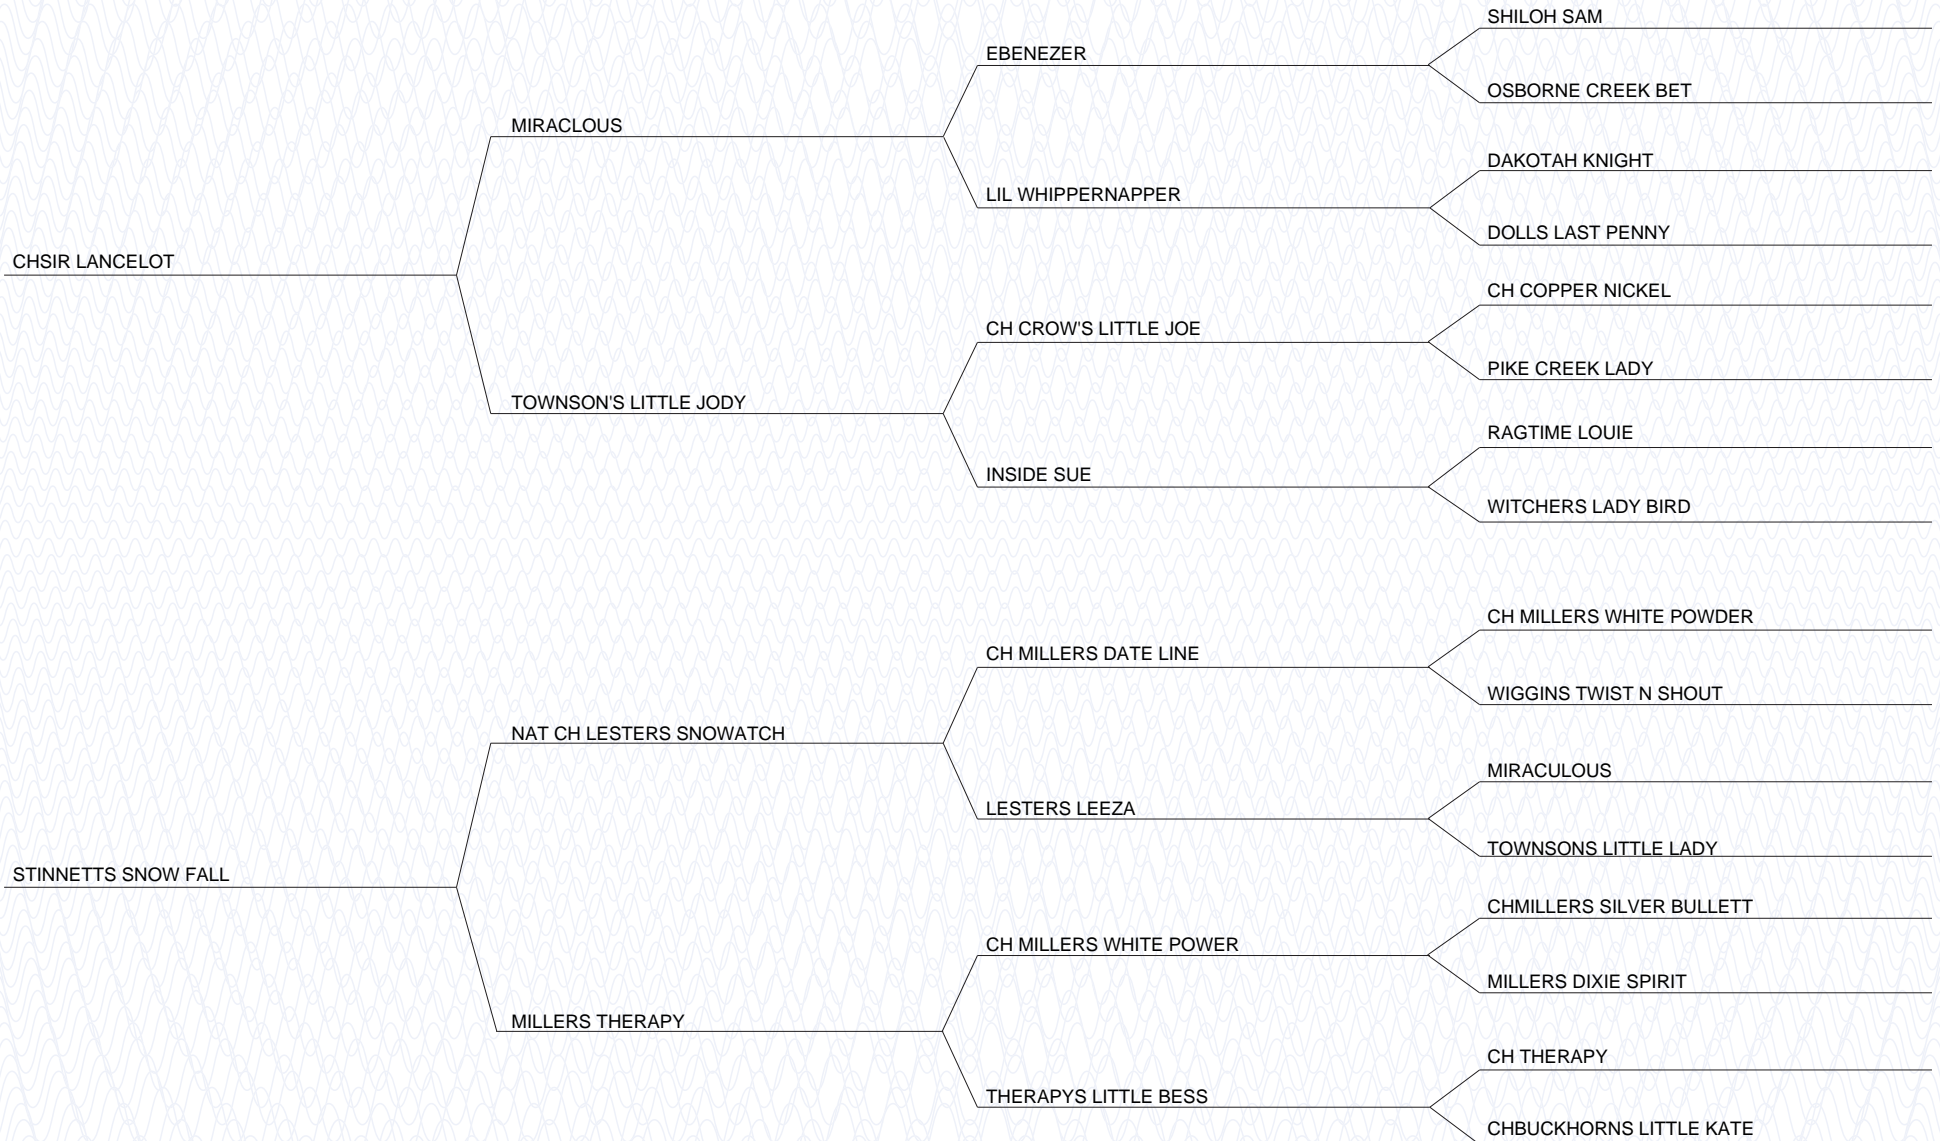 SHILOH SAM
EBENEZER
OSBORNE CREEK BET
MIRACLOUS
DAKOTAH KNIGHT
LIL WHIPPERNAPPER
DOLLS LAST PENNY
CHSIR LANCELOT
CH COPPER NICKEL
CH CROW'S LITTLE JOE
PIKE CREEK LADY
TOWNSON'S LITTLE JODY
RAGTIME LOUIE
INSIDE SUE
WITCHERS LADY BIRD
CH MILLERS WHITE POWDER
CH MILLERS DATE LINE
WIGGINS TWIST N SHOUT
NAT CH LESTERS SNOWATCH
MIRACULOUS
LESTERS LEEZA
TOWNSONS LITTLE LADY
STINNETTS SNOW FALL
CHMILLERS SILVER BULLETT
CH MILLERS WHITE POWER
MILLERS DIXIE SPIRIT
MILLERS THERAPY
CH THERAPY
THERAPYS LITTLE BESS
CHBUCKHORNS LITTLE KATE